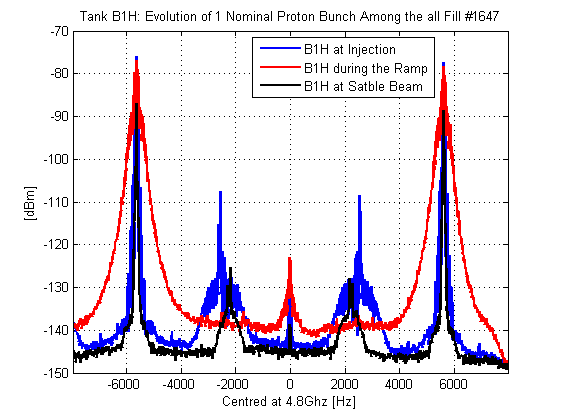 Tank B1H: Evolution of 1 Nominal Proton Bunch Among the all Fill #1647
B1H at Injection
B1H during the Ramp
B1H at Satble Beam
-70
-80
-90
-100
-110
-120
-130
-140
-150
[dBm]
-6000 -4000 -2000 0 2000 4000 6000
Centred at 4.8Ghz [Hz]